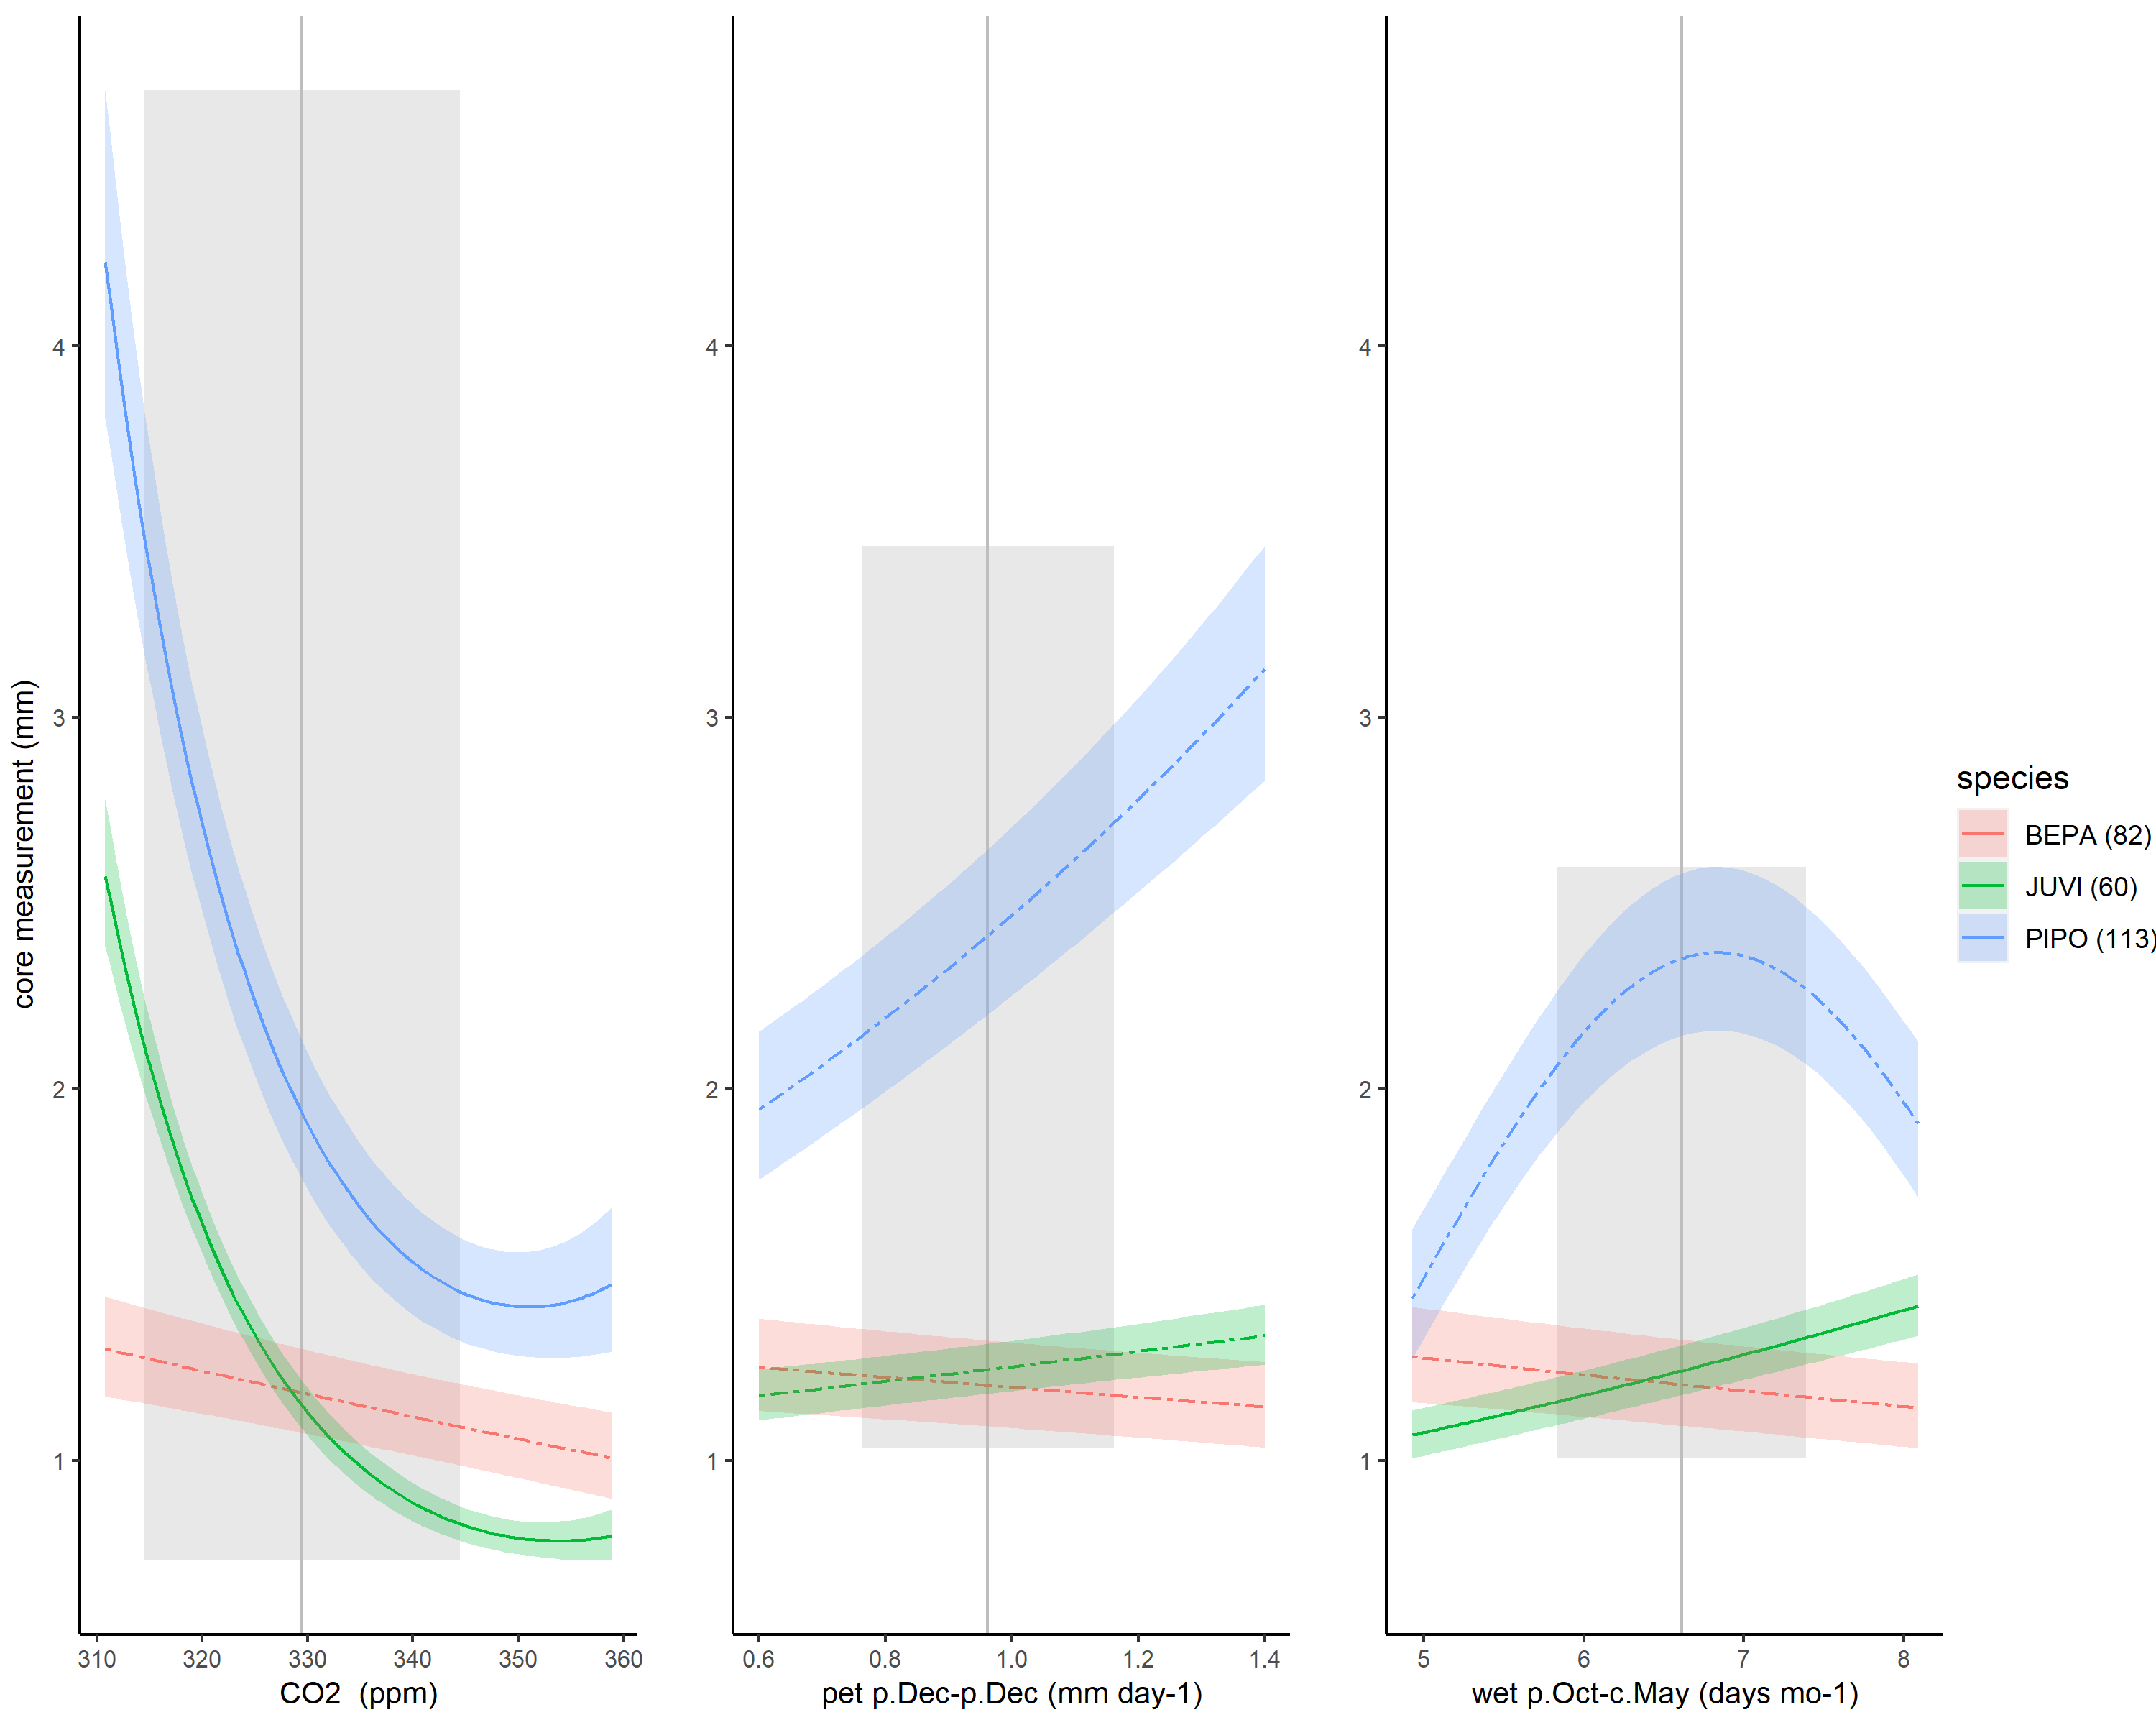 core measurement (mm)
4
3
2
1
310 320 330 340 350 360
CO2  (ppm)
4
3
2
1
0.6 0.8 1.0 1.2 1.4
pet p.Dec-p.Dec (mm day-1)
4
3
2
1
5 6 7 8
wet p.Oct-c.May (days mo-1)
species
BEPA (82)
JUVI (60)
PIPO (113)